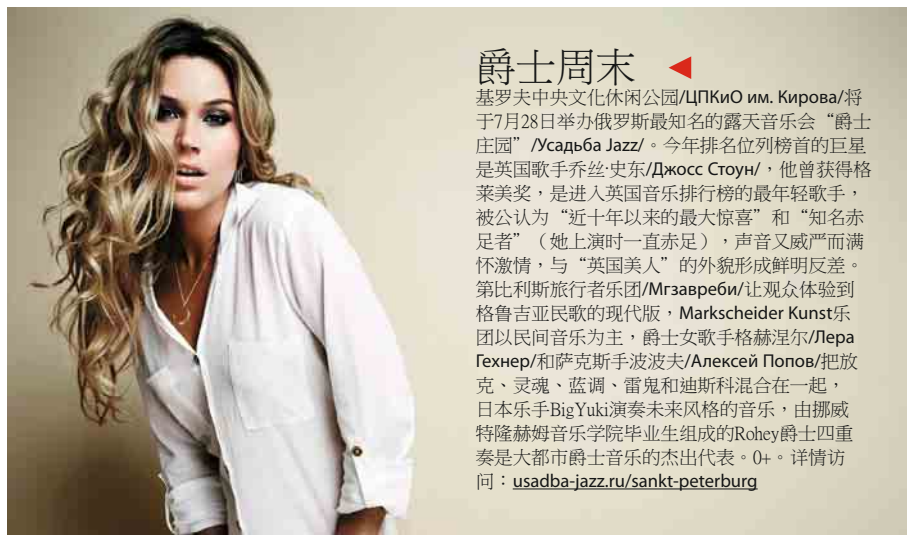 爵士周末
基罗夫中央文化休闲公园/ЦПКиО им. Кирова/将
于7月28日举办俄罗斯最知名的露天音乐会“爵士
庄园”/Усадьба Jazz/。今年排名位列榜首的巨星
是英国歌手乔丝·史东/Джосс Стоун/，他曾获得格
莱美奖，是进入英国音乐排行榜的最年轻歌手，
被公认为“近十年以来的最大惊喜”和“知名赤
足者”（她上演时一直赤足），声音又威严而满
怀激情，与“英国美人”的外貌形成鲜明反差。
第比利斯旅行者乐团/Мгзавреби/让观众体验到
格鲁吉亚民歌的现代版，Markscheider Kunst乐
团以民间音乐为主，爵士女歌手格赫涅尔/Лера
Гехнер/和萨克斯手波波夫/Алексей Попов/把放
克、灵魂、蓝调、雷鬼和迪斯科混合在一起，
日本乐手BigYuki演奏未来风格的音乐，由挪威
特隆赫姆音乐学院毕业生组成的Rohey爵士四重
奏是大都市爵士音乐的杰出代表。0+。详情访
问：usadba-jazz.ru/sankt-peterburg